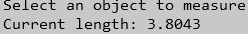 Select an object to measure
Current length: 3.8043